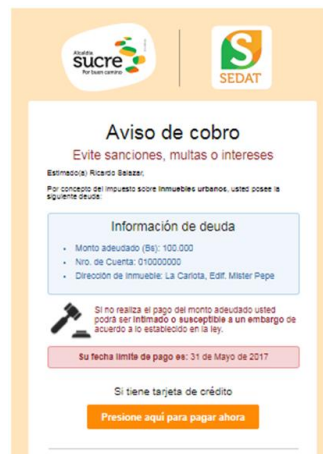 Alcaldía
sucre
Por buen camino
SEDAT
Aviso de cobro
Evite sanciones, multas o intereses
Estimado(a) Ricardo Salazar,
Por concepto del impuesto sobre inmuebles urbanos, usted posee la
siguiente deuda:
Información de deuda
Monto adeudado (Bs): 100.000
Nro. de Cuenta: 010000000
Dirección de Inmueble: La Carlota, Edif. Mister Pepe
Si no realiza el pago del monto adeudado usted
podrá ser intimado o susceptible a un embargo de
acuerdo a lo establecido en la ley.
Su fecha limite de pago es: 31 de Mayo de 2017
Si tiene tarjeta de crédito
Presione aquí para pagar ahora